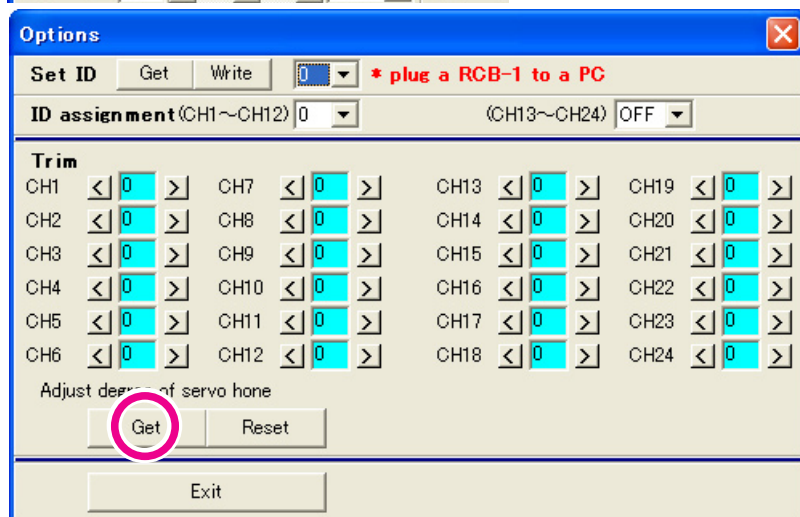 Options
Set ID Get Write 0 * plug a RCB-1 to a PC
ID assignment(CH1~CH12) 0 (CH13~CH24) OFF
Trim
CH1 < 0 > CH7 < 0 > CH13 < 0 > CH19 < 0 >
CH2 < 0 > CH8 < 0 > CH14 < 0 > CH20 < 0 >
CH3 < 0 > CH9 < 0 > CH15 < 0 > CH21 < 0 >
CH4 < 0 > CH10 < 0 > CH16 < 0 > CH22 < 0 >
CH5 < 0 > CH11 < 0 > CH17 < 0 > CH23 < 0 >
CH6 < 0 > CH12 < 0 > CH18 < 0 > CH24 < 0 >
Adjust degree of servo hone
Get Reset
Exit